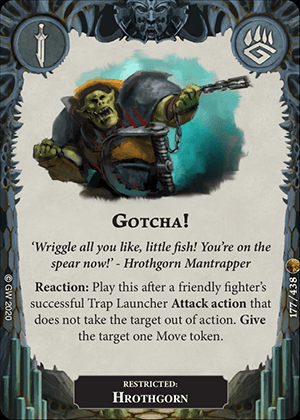 GOTCHA!
‘Wriggle all you like, little fish! You’re on the
spear now!’ - Hrothgorn Mantrapper
Reaction: Play this after a friendly fighter’s
successful Trap Launcher Attack action that
does not take the target out of action. Give
the target one Move token.
RESTRICTED:
HROTHGORN
© GW 2020
177/438